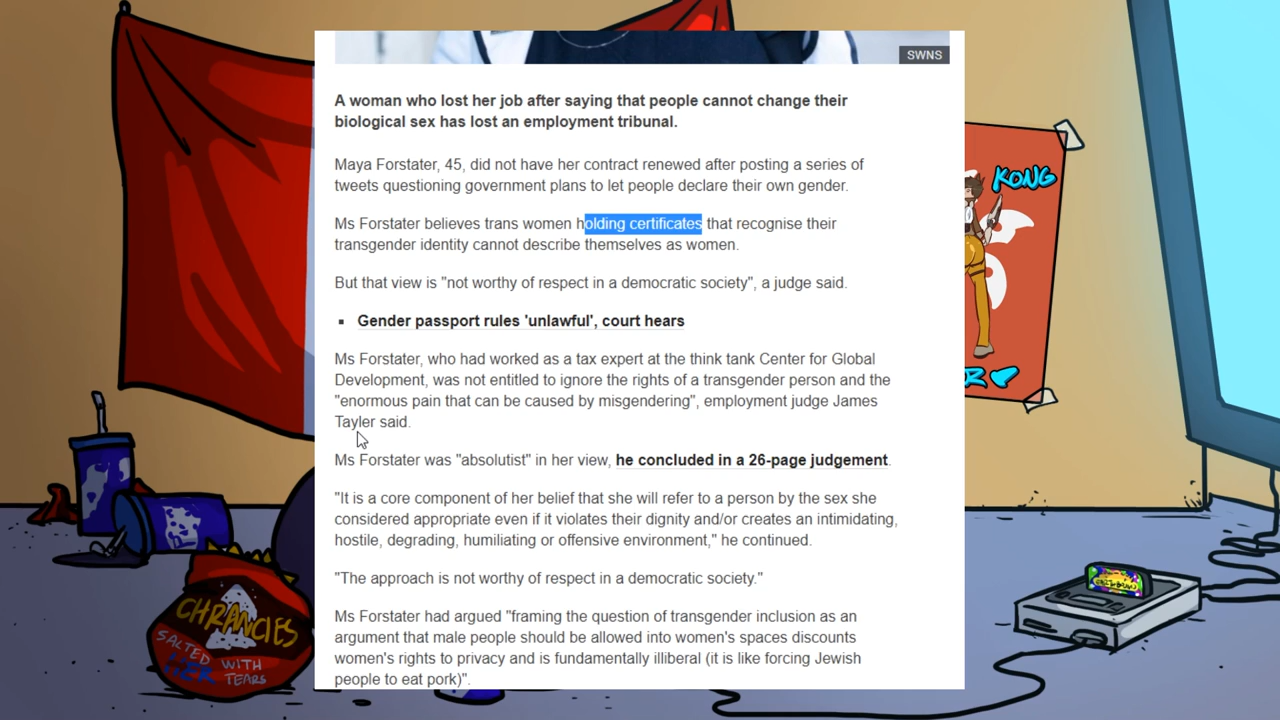 SWNS
A woman who lost her job after saying that people cannot change their
biological sex has lost an employment tribunal.
Maya Forstater, 45, did not have her contract renewed after posting a series of
tweets questioning government plans to let people declare their own gender.
Ms Forstater believes trans women holding certificates that recognise their
transgender identity cannot describe themselves as women.
But that view is "not worthy of respect in a democratic society", a judge said.
Gender passport rules 'unlawful', court hears
Ms Forstater, who had worked as a tax expert at the think tank Center for Global
Development, was not entitled to ignore the rights of a transgender person and the
"enormous pain that can be caused by misgendering", employment judge James
Tayler said.
Ms Forstater was "absolutist" in her view, he concluded in a 26-page judgement.
"It is a core component of her belief that she will refer to a person by the sex she
considered appropriate even if it violates their dignity and/or creates an intimidating,
hostile, degrading, humiliating or offensive environment," he continued.
"The approach is not worthy of respect in a democratic society."
Ms Forstater had argued "framing the question of transgender inclusion as an
argument that male people should be allowed into women's spaces discounts
women's rights to privacy and is fundamentally illiberal (it is like forcing Jewish
people to eat pork)".
KONG
CHRANCIES
SALTED WITH
HER TEARS